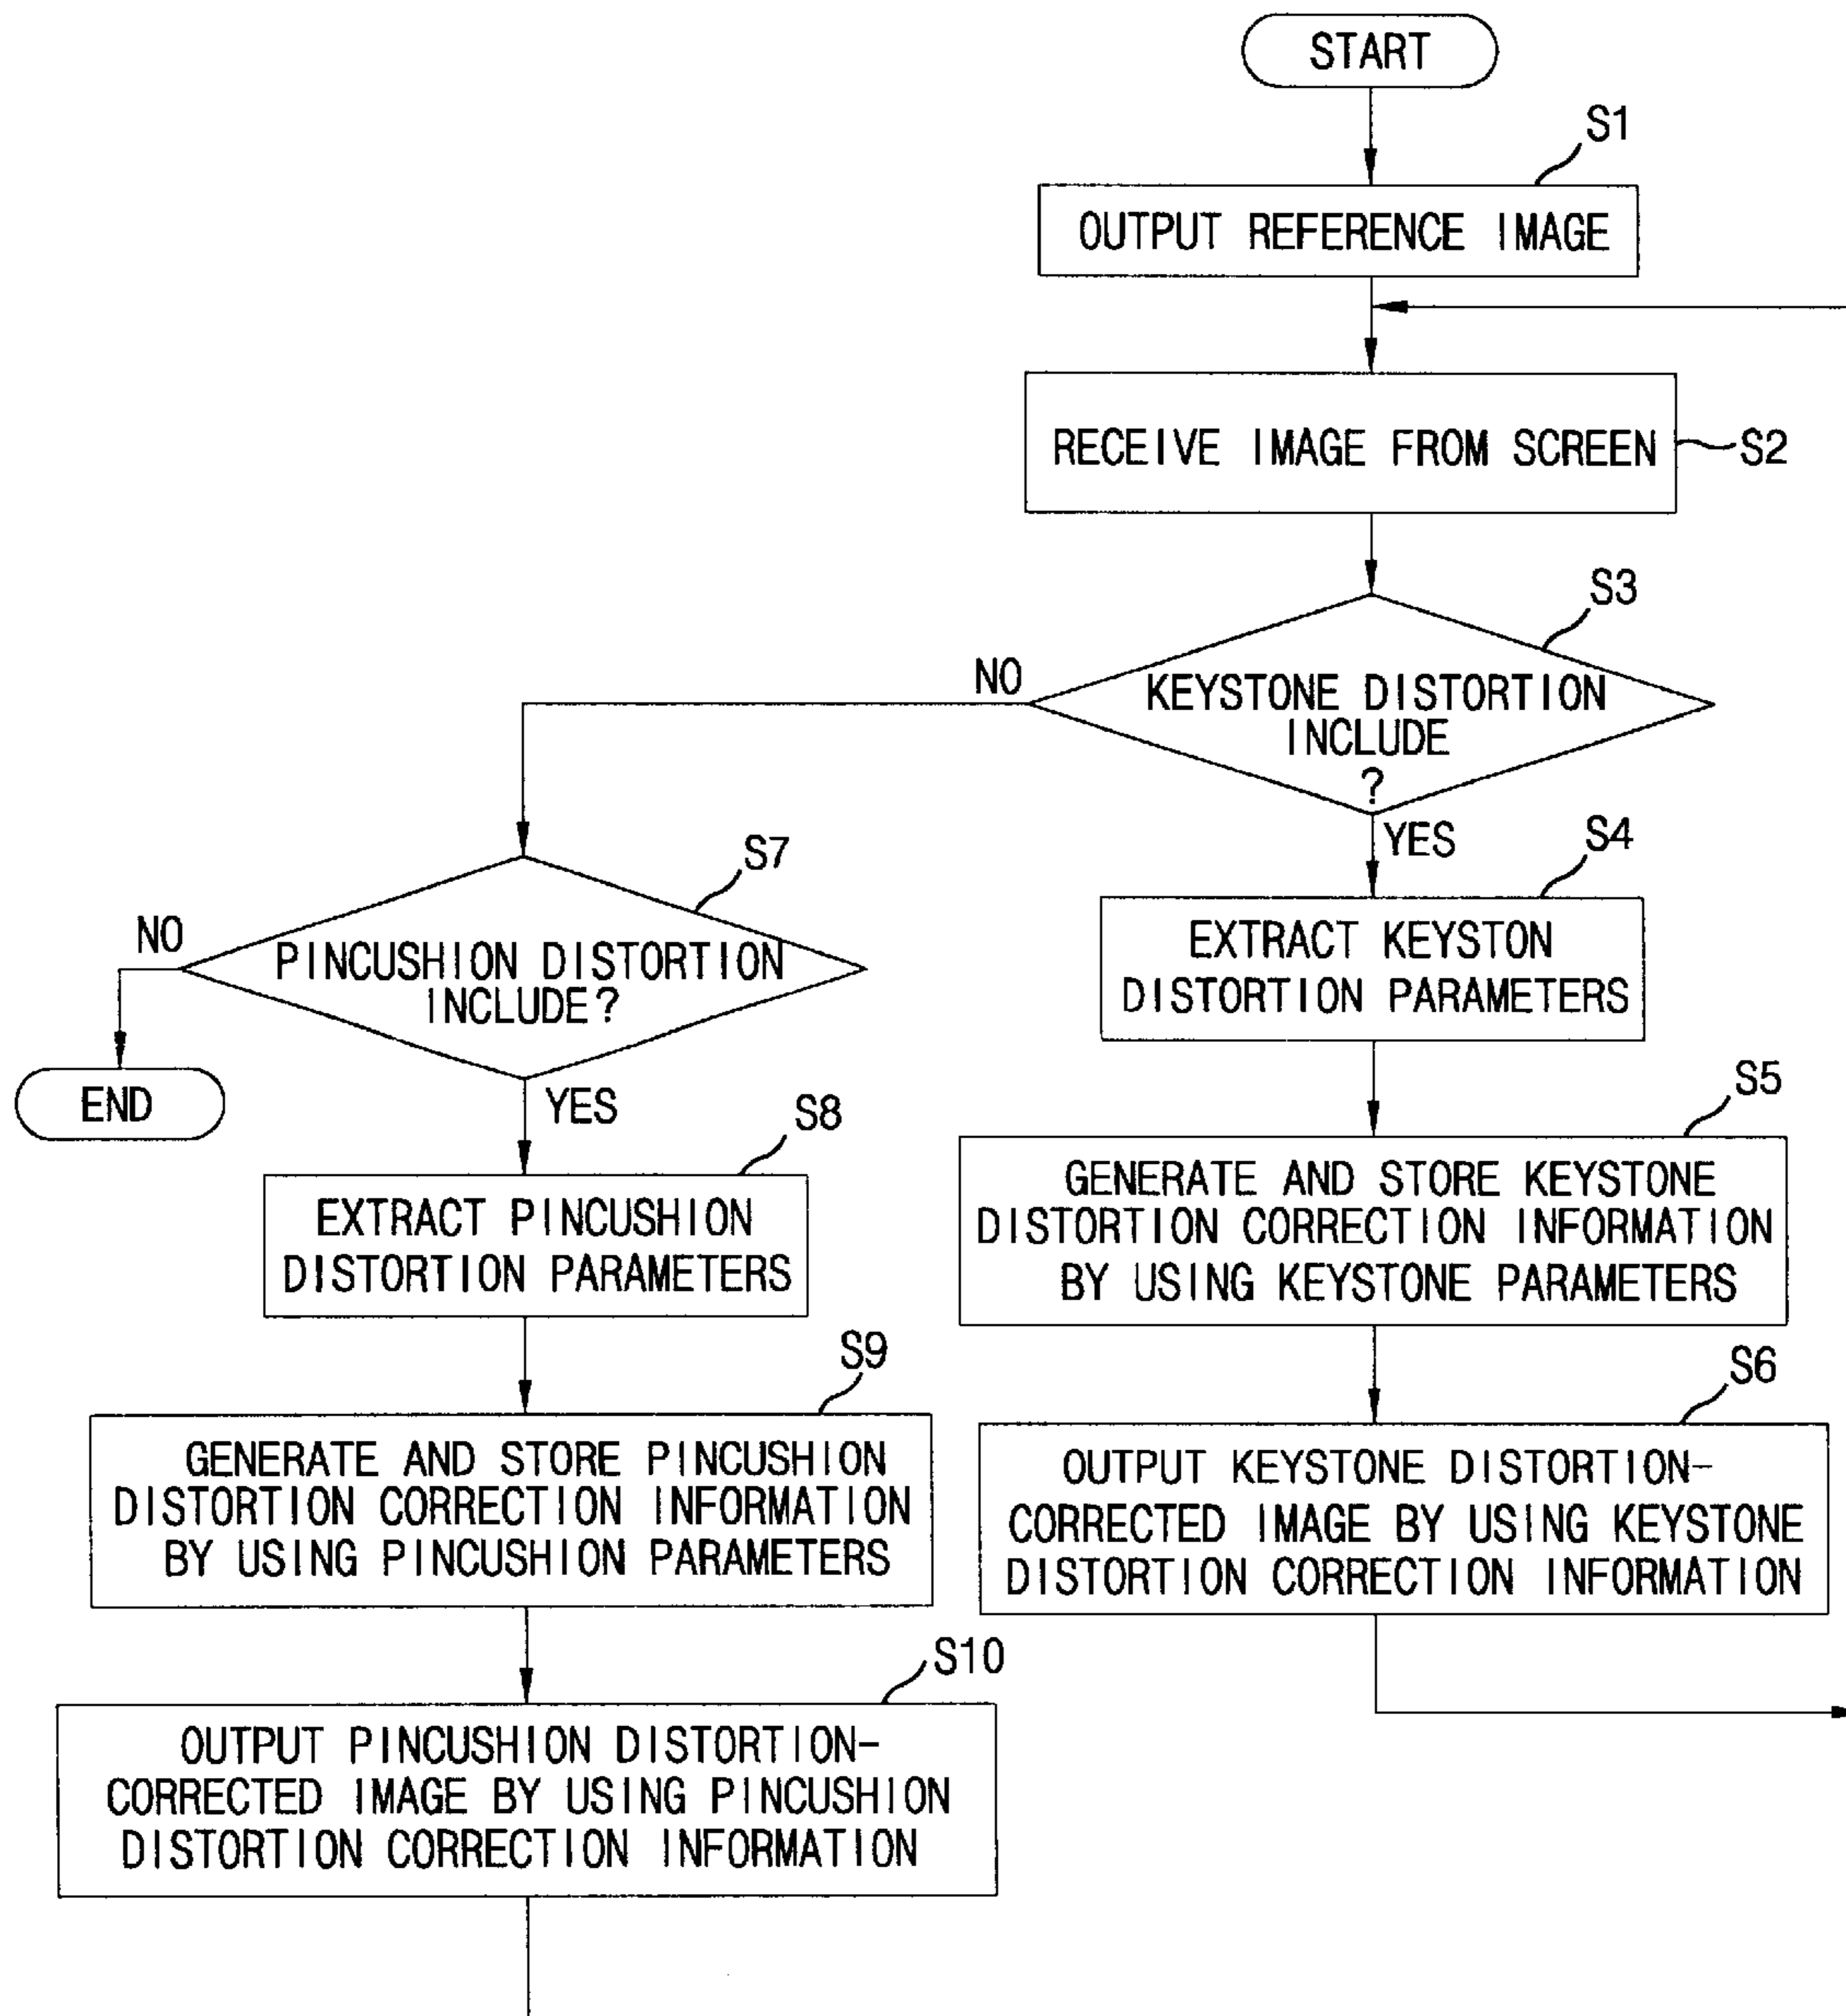 START
S1
OUTPUT REFERENCE IMAGE
RECEIVE IMAGE FROM SCREEN
S2
S3
KEYSTONE DISTORTION
INCLUDE
?
NO
YES
S4
EXTRACT KEYSTON
DISTORTION PARAMETERS
S5
GENERATE AND STORE KEYSTONE
DISTORTION CORRECTION INFORMATION
BY USING KEYSTONE PARAMETERS
S6
OUTPUT KEYSTONE DISTORTION-
CORRECTED IMAGE BY USING KEYSTONE
DISTORTION CORRECTION INFORMATION
S7
PINCUSHION DISTORTION
INCLUDE?
NO
END
YES
S8
EXTRACT PINCUSHION
DISTORTION PARAMETERS
S9
GENERATE AND STORE PINCUSHION
DISTORTION CORRECTION INFORMATION
BY USING PINCUSHION PARAMETERS
S10
OUTPUT PINCUSHION DISTORTION-
CORRECTED IMAGE BY USING PINCUSHION
DISTORTION CORRECTION INFORMATION